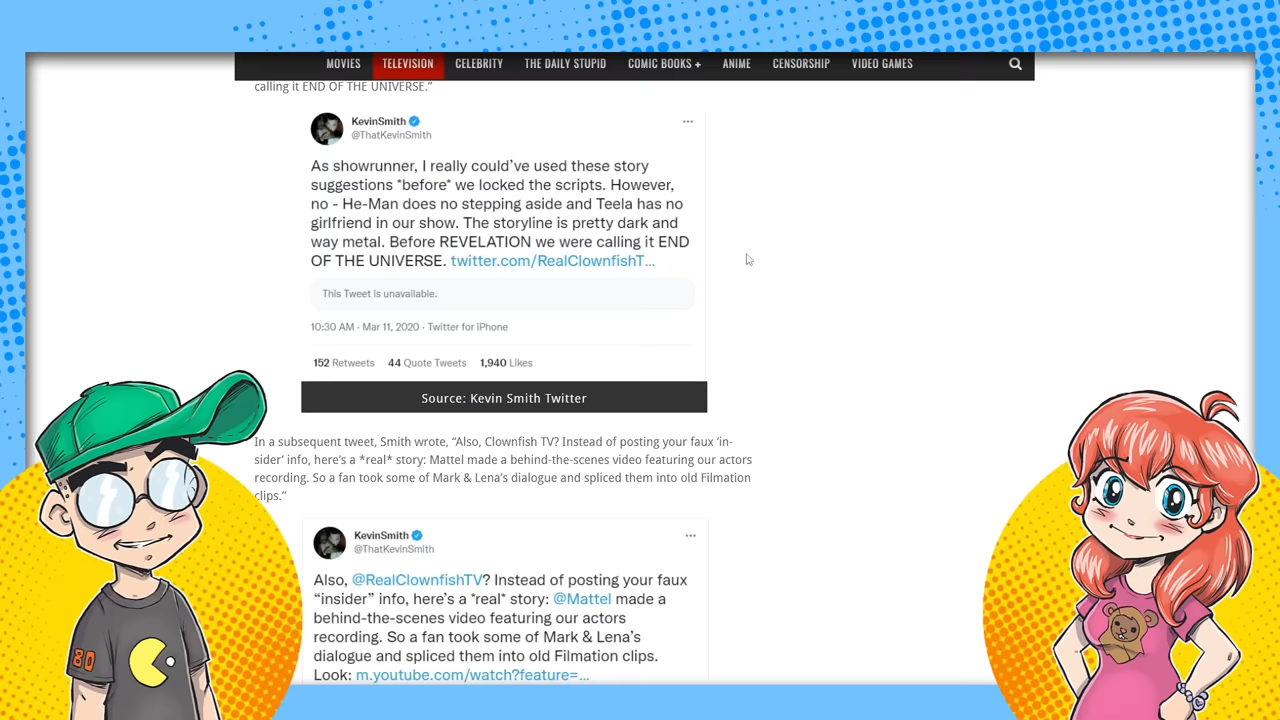 MOVIES TELEVISION CELEBRITY THE DAILY STUPID COMIC BOOKS + ANIME CENSORSHIP VIDEO GAMES
calling it END OF THE UNIVERSE.”
KevinSmith
@ThatKevinSmith
As showrunner, I really could’ve used these story
suggestions *before* we locked the scripts. However,
no - He-Man does no stepping aside and Teela has no
girlfriend in our show. The storyline is pretty dark and
way metal. Before REVELATION we were calling it END
OF THE UNIVERSE. twitter.com/RealClownfishT…
This Tweet is unavailable.
10:30 AM · Mar 11, 2020 · Twitter for iPhone
152 Retweets 44 Quote Tweets 1,940 Likes
Source: Kevin Smith Twitter
In a subsequent tweet, Smith wrote, “Also, Clownfish TV? Instead of posting your faux ‘in-
sider’ info, here’s a *real* story: Mattel made a behind-the-scenes video featuring our actors
recording. So a fan took some of Mark & Lena’s dialogue and spliced them into old Filmation
clips.”
KevinSmith
@ThatKevinSmith
Also, @RealClownfishTV? Instead of posting your faux
“insider” info, here’s a *real* story: @Mattel made a
behind-the-scenes video featuring our actors
recording. So a fan took some of Mark & Lena’s
dialogue and spliced them into old Filmation clips.
Look: m.youtube.com/watch?feature=…
80